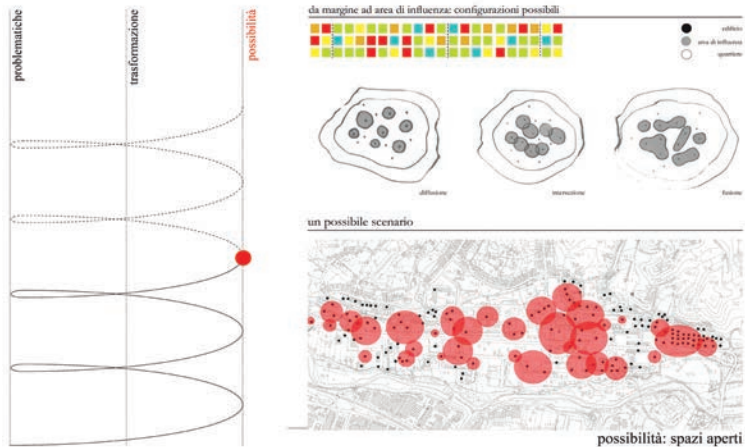 problematiche
trasformazione
possibilità
da margine ad area di influenza: configurazioni possibili
edificio
area di influenza
quartiere
diffusione
interazione
fusione
un possibile scenario
possibilità: spazi aperti